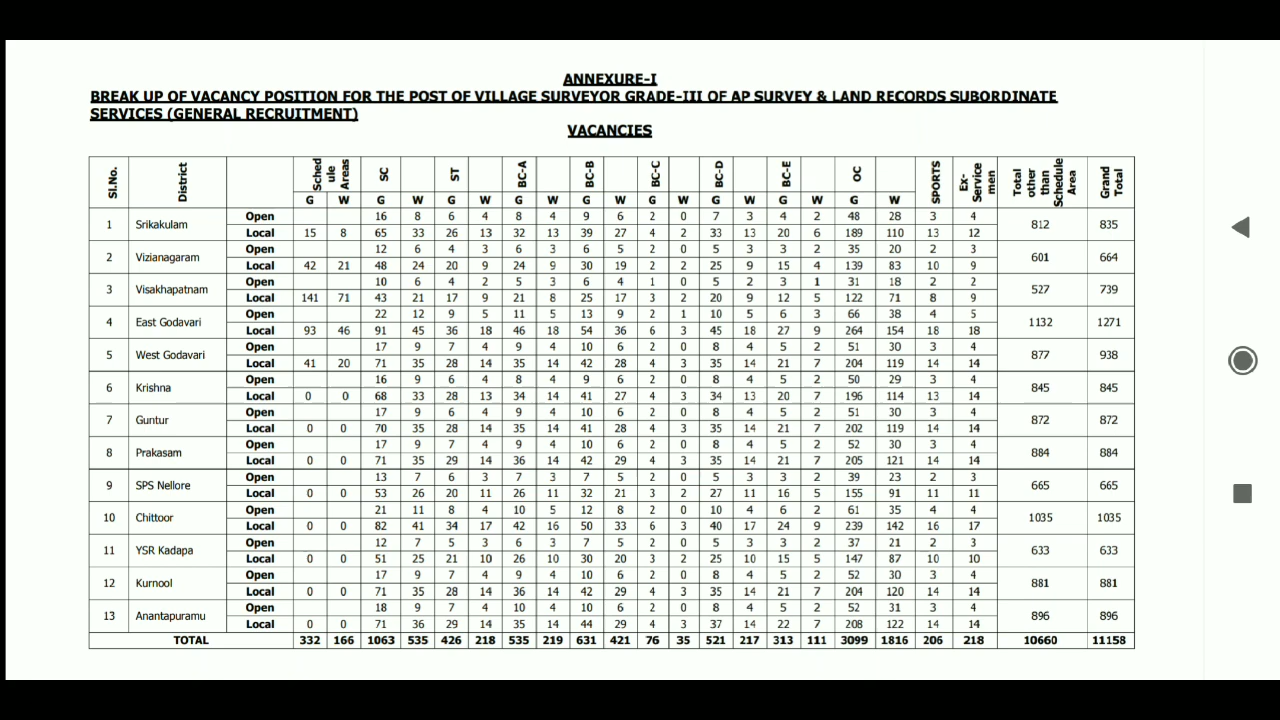 ANNEXURE-I
BREAK UP OF VACANCY POSITION FOR THE POST OF VILLAGE SURVEYOR GRADE-III OF AP SURVEY & LAND RECORDS SUBORDINATE
SERVICES (GENERAL RECRUITMENT)
VACANCIES
Sl.No. District Sched ule Areas SC ST BC-A BC-B BC-C BC-D BC-E OC SPORTS Ex- Service men Total other than Schedule Area Grand Total
G W G W G W G W G W G W G W G W G W
Open 16 8 6 4 8 4 9 6 2 0 7 3 4 2 48 28 3 4
1 Srikakulam 812 835
Local 15 8 65 33 26 13 32 13 39 27 4 2 33 13 20 6 189 110 13 12
Open 12 6 4 3 6 3 6 5 2 0 5 3 3 2 35 20 2 3
2 Vizianagaram 601 664
Local 42 21 48 24 20 9 24 9 30 19 2 2 25 9 15 4 139 83 10 9
Open 10 6 4 2 5 3 6 4 1 0 5 2 3 1 31 18 2 2
3 Visakhapatnam 527 739
Local 141 71 43 21 17 9 21 8 25 17 3 2 20 9 12 5 122 71 8 9
Open 22 12 9 5 11 5 13 9 2 1 10 5 6 3 66 38 4 5
4 East Godavari 1132 1271
Local 93 46 91 45 36 18 46 18 54 36 6 3 45 18 27 9 264 154 18 18
Open 17 9 7 4 9 4 10 6 2 0 8 4 5 2 51 30 3 4
5 West Godavari 877 938
Local 41 20 71 35 28 14 35 14 42 28 4 3 35 14 21 7 204 119 14 14
Open 16 9 6 4 8 4 9 6 2 0 8 4 5 2 50 29 3 4
6 Krishna 845 845
Local 0 0 68 33 28 13 34 14 41 27 4 3 34 13 20 7 196 114 13 14
Open 17 9 6 4 9 4 10 6 2 0 8 4 5 2 51 30 3 4
7 Guntur 872 872
Local 0 0 70 35 28 14 35 14 41 28 4 3 35 14 21 7 202 119 14 14
Open 17 9 7 4 9 4 10 6 2 0 8 4 5 2 52 30 3 4
8 Prakasam 884 884
Local 0 0 71 35 29 14 36 14 42 29 4 3 35 14 21 7 205 121 14 14
Open 13 7 6 3 7 3 7 5 2 0 5 3 3 2 39 23 2 3
9 SPS Nellore 665 665
Local 0 0 53 26 20 11 26 11 32 21 3 2 27 11 16 5 155 91 11 11
Open 21 11 8 4 10 5 12 8 2 0 10 4 6 2 61 35 4 4
10 Chittoor 1035 1035
Local 0 0 82 41 34 17 42 16 50 33 6 3 40 17 24 9 239 142 16 17
Open 12 7 5 3 6 3 7 5 2 0 5 3 3 2 37 21 2 3
11 YSR Kadapa 633 633
Local 0 0 51 25 21 10 26 10 30 20 3 2 25 10 15 5 147 87 10 10
Open 17 9 7 4 9 4 10 6 2 0 8 4 5 2 52 30 3 4
12 Kurnool 881 881
Local 0 0 71 35 28 14 36 14 42 29 4 3 35 14 21 7 204 120 14 14
Open 18 9 7 4 10 4 10 6 2 0 8 4 5 2 52 31 3 4
13 Anantapuramu 896 896
Local 0 0 71 36 29 14 35 14 44 29 4 3 37 14 22 7 208 122 14 14
TOTAL 332 166 1063 535 426 218 535 219 631 421 76 35 521 217 313 111 3099 1816 206 218 10660 11158